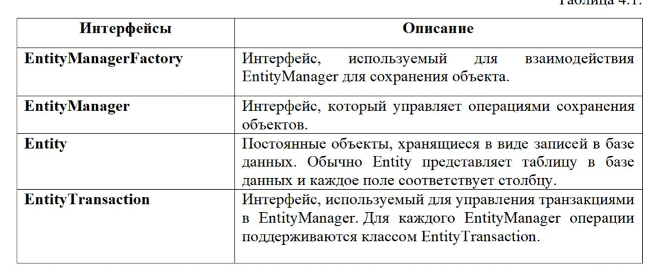 Таблица 4.1.
Интерфейсы
Описание
EntityManagerFactory
Интерфейс, используемый для взаимодействия
EntityManager для сохранения объекта.
EntityManager
Интерфейс, который управляет операциями сохранения
объектов.
Entity
Постоянные объекты, хранящиеся в виде записей в базе
данных. Обычно Entity представляет таблицу в базе
данных и каждое поле соответствует столбцу.
EntityTransaction
Интерфейс, используемый для управления транзакциями
в EntityManager. Для каждого EntityManager операции
поддерживаются классом EntityTransaction.